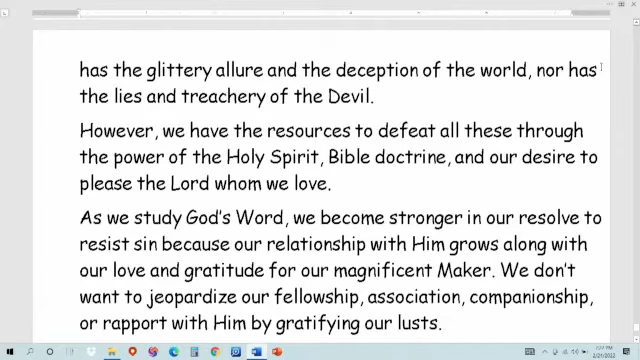 has the glittery allure and the deception of the world, nor has
the lies and treachery of the Devil.
However, we have the resources to defeat all these through
the power of the Holy Spirit, Bible doctrine, and our desire to
please the Lord whom we love.
As we study God's Word, we become stronger in our resolve to
resist sin because our relationship with Him grows along with
our love and gratitude for our magnificent Maker. We don't
want to jeopardize our fellowship, association, companionship,
or rapport with Him by gratifying our lusts.
2/21/2022